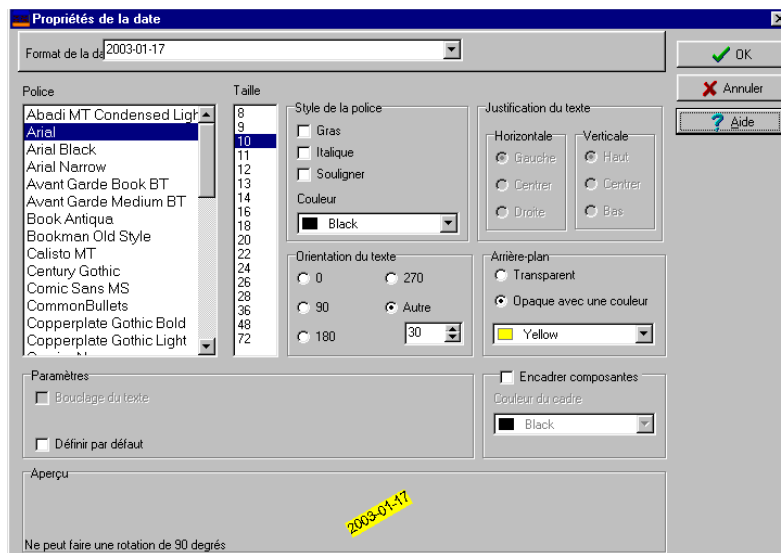 Propriétés de la date
Format de la da 2003-01-17
OK
Annuler
Aide
Police
Abadi MT Condensed Ligh
Arial
Arial Black
Arial Narrow
Avant Garde Book BT
Avant Garde Medium BT
Book Antiqua
Bookman Old Style
Calisto MT
Century Gothic
Comic Sans MS
CommonBullets
Copperplate Gothic Bold
Copperplate Gothic Light
Taille
8
9
10
11
12
13
14
16
18
20
22
24
26
28
36
48
72
Style de la police
Gras
Italique
Souligner
Couleur
Black
Justification du texte
Horizontale
Gauche
Centrer
Droite
Verticale
Haut
Centrer
Bas
Orientation du texte
0
270
90
Autre
180
30
Arrière-plan
Transparent
Opaque avec une couleur
Yellow
Paramètres
Bouclage du texte
Définir par défaut
Encadrer composantes
Couleur du cadre
Black
Aperçu
2003-01-17
Ne peut faire une rotation de 90 degrés